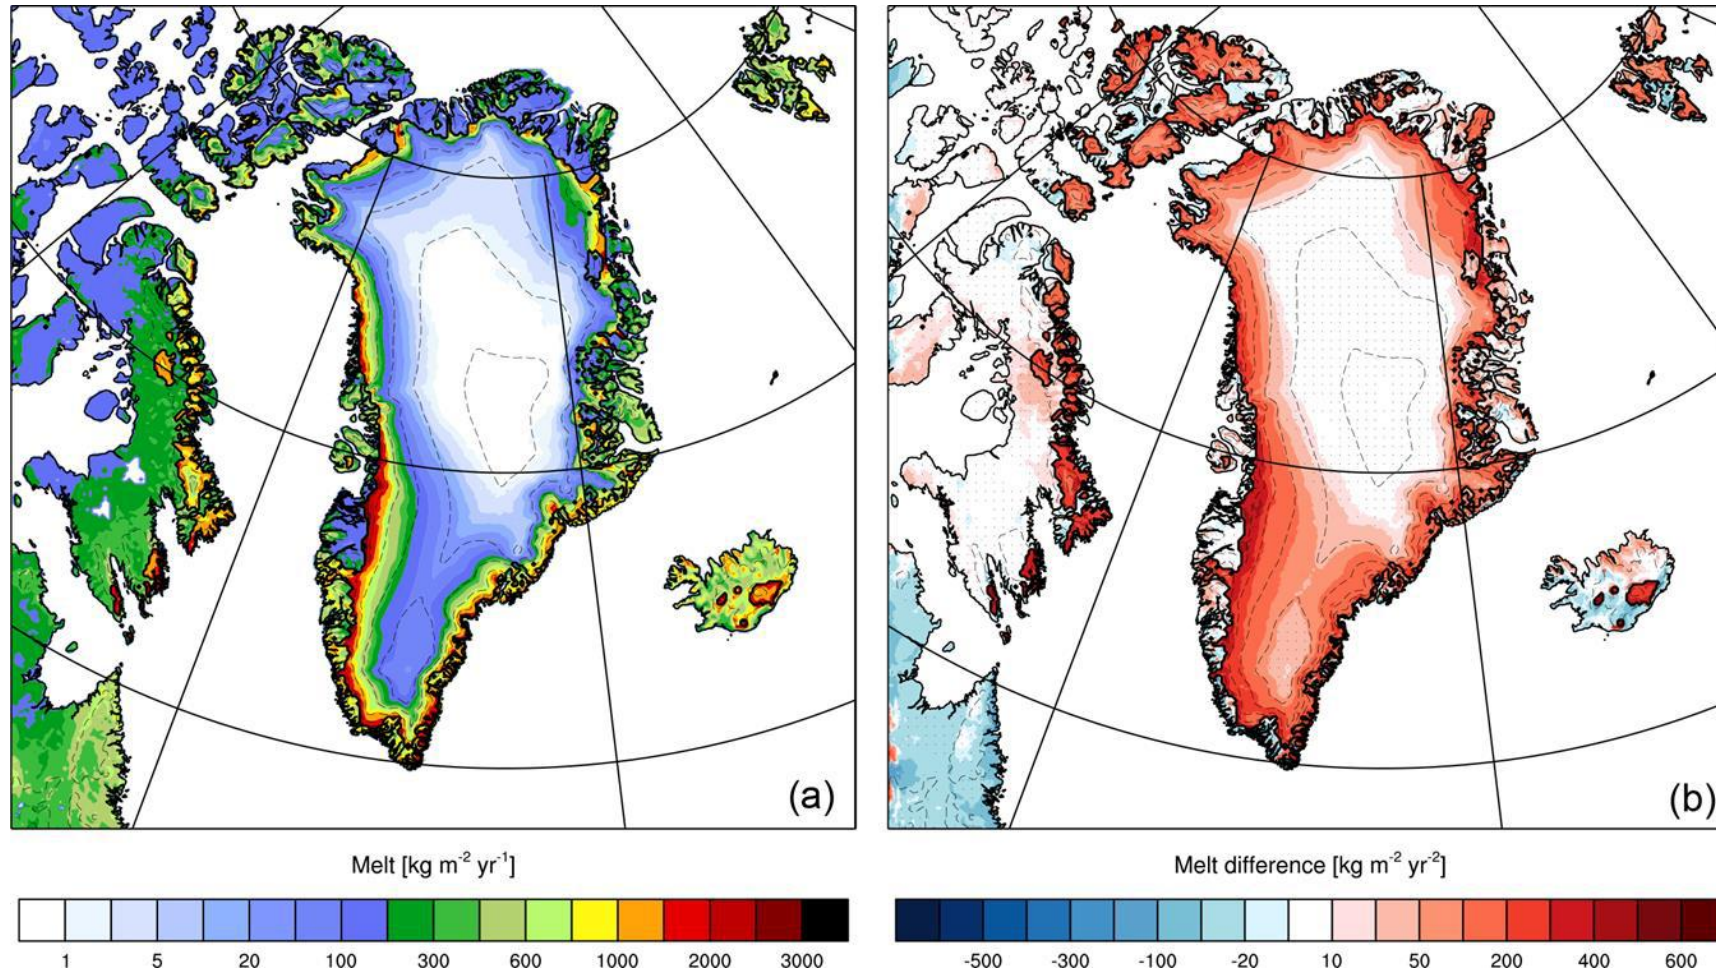 (a)
(b)
Melt [kg m⁻² yr⁻¹]
Melt difference [kg m⁻² yr⁻²]
1 5 20 100 300 600 1000 2000 3000
-500 -300 -100 -20 10 50 200 400 600